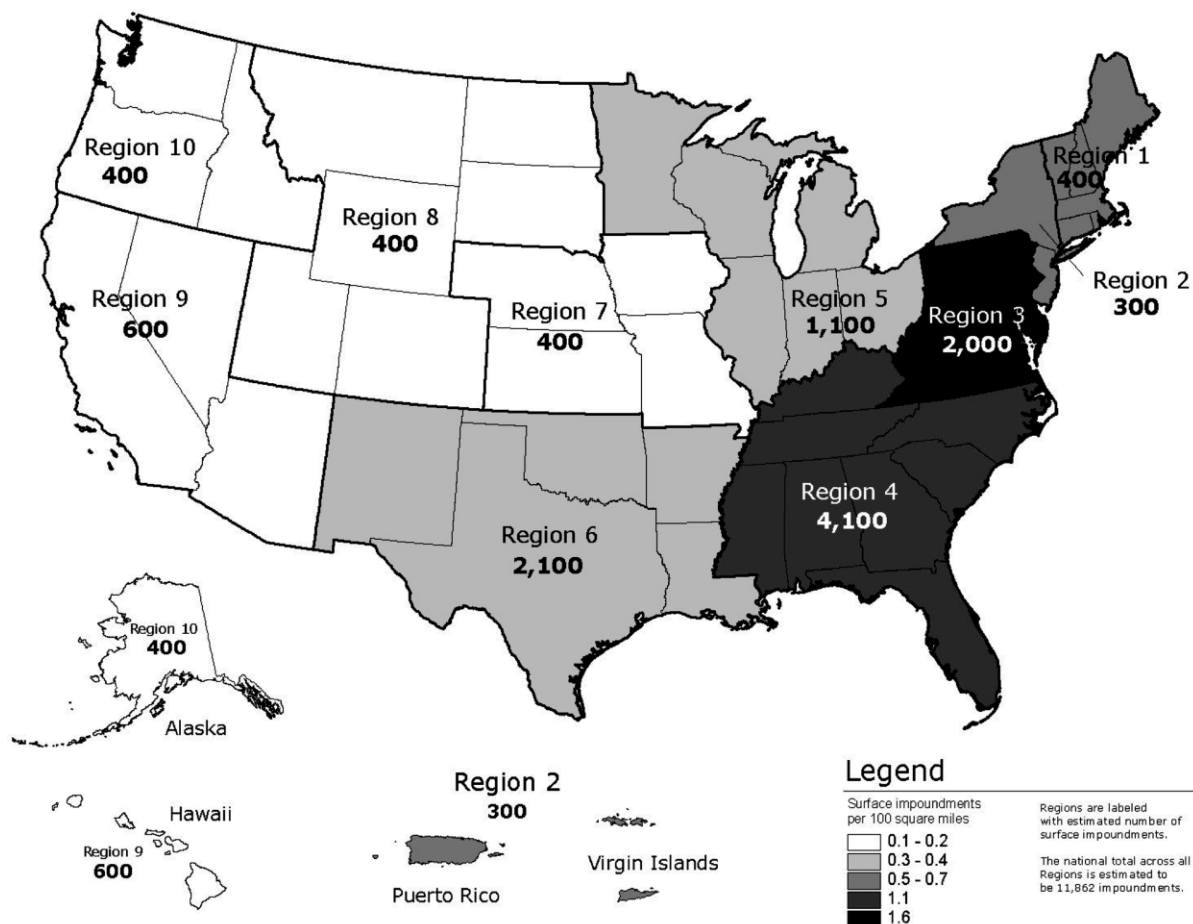 Region 10
400
Region 8
400
Region 9
600
Region 7
400
Region 5
1,100
Region 1
400
Region 2
300
Region 3
2,000
Region 4
4,100
Region 6
2,100
Region 10
400
Alaska
Hawaii
Region 9
600
Region 2
300
Puerto Rico
Virgin Islands
Legend
Surface impoundments
per 100 square miles
0.1 - 0.2
0.3 - 0.4
0.5 - 0.7
1.1
1.6
Regions are labeled
with estimated number of
surface impoundments.
The national total across all
Regions is estimated to
be 11,862 impoundments.